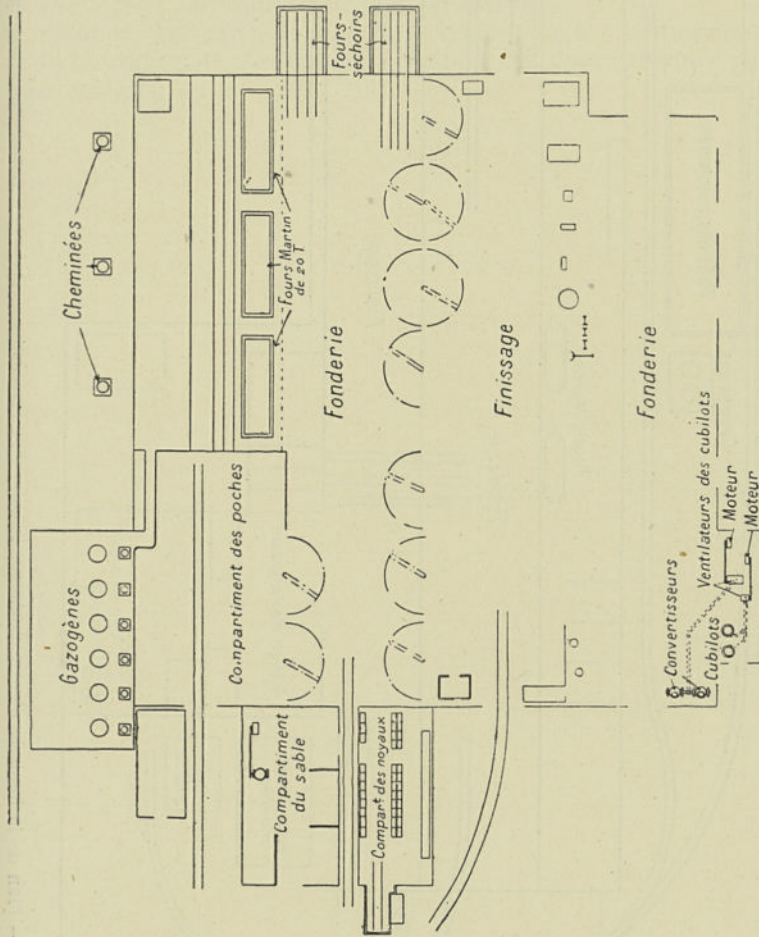 Fours-
séchoirs
Cheminées
Fours Martin
de 20 T
Fonderie
Finissage
Fonderie
Gazogènes
Compartiment des poches
Compartiment
du sable
Compart. des noyaux
Ventilateurs des cubilots
Moteur
Moteur
Convertisseurs
Cubilots